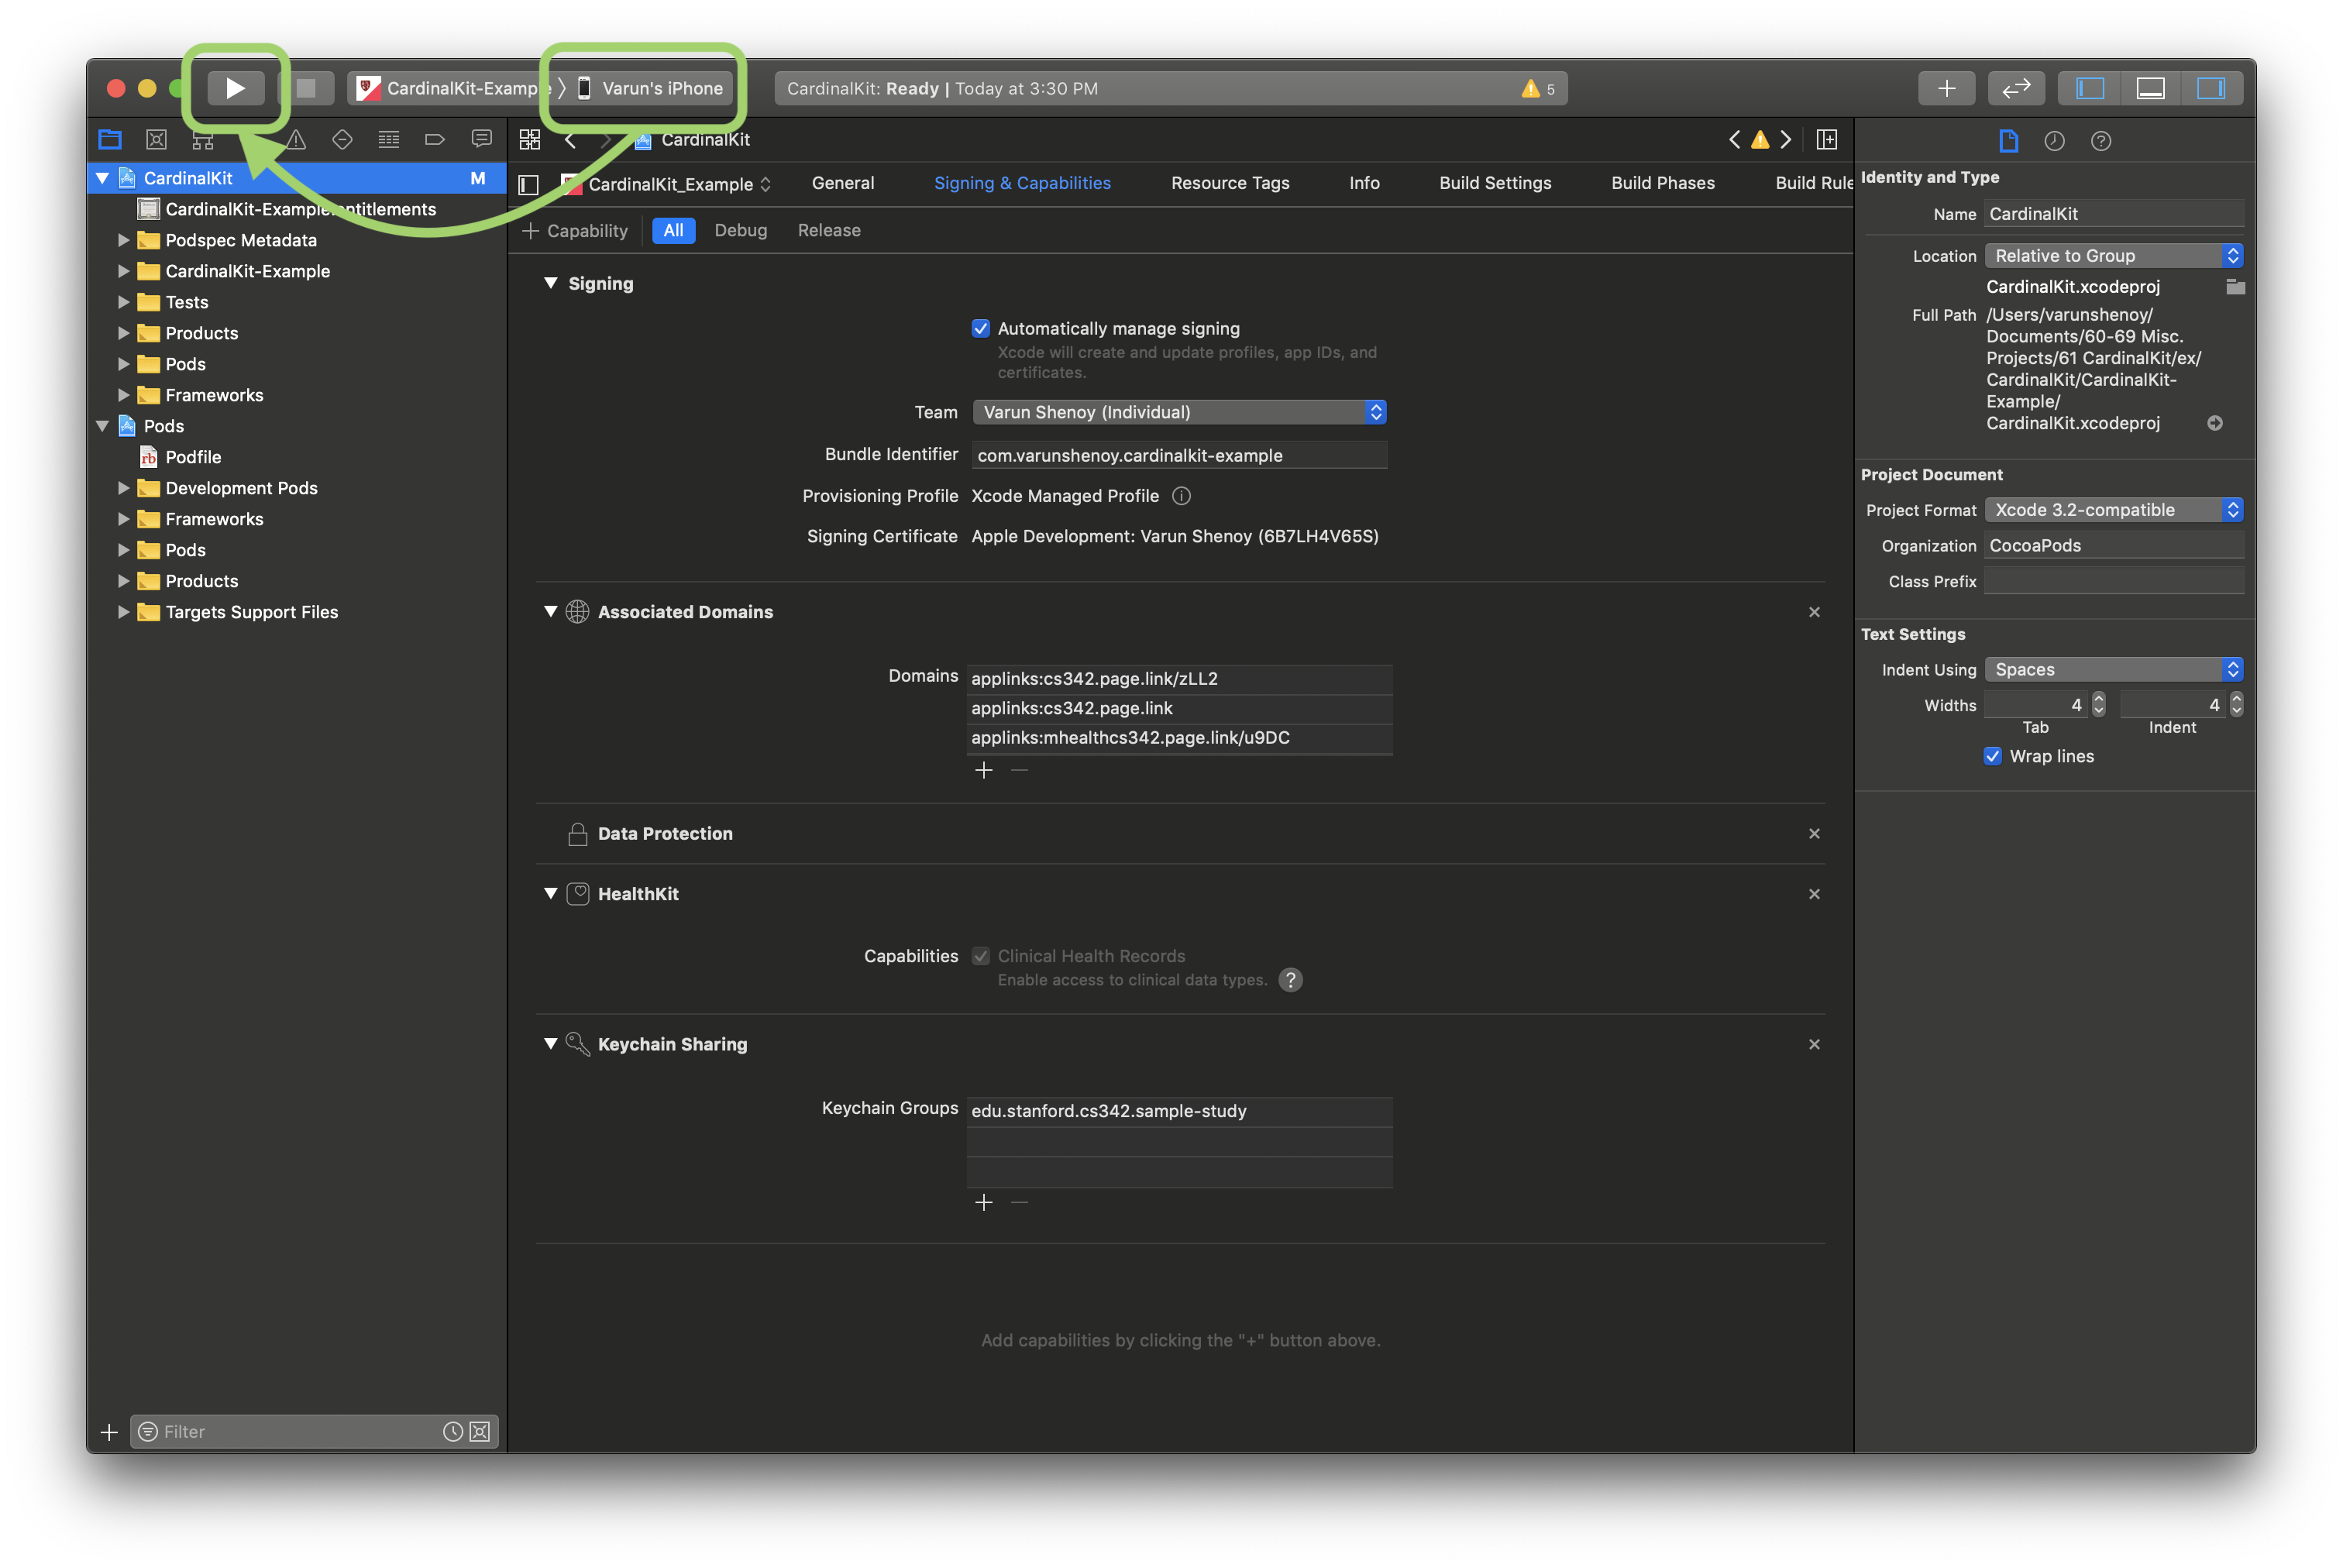 CardinalKit-Example
Varun's iPhone
CardinalKit: Ready | Today at 3:30 PM
5
CardinalKit
M
CardinalKit-Example.entitlements
Podspec Metadata
CardinalKit-Example
Tests
Products
Pods
Frameworks
Pods
rb
Podfile
Development Pods
Frameworks
Pods
Products
Targets Support Files
Filter
CardinalKit
CardinalKit_Example
General
Signing & Capabilities
Resource Tags
Info
Build Settings
Build Phases
Build Rule
+ Capability
All
Debug
Release
Signing
Automatically manage signing
Xcode will create and update profiles, app IDs, and
certificates.
Team Varun Shenoy (Individual)
Bundle Identifier com.varunshenoy.cardinalkit-example
Provisioning Profile Xcode Managed Profile
Signing Certificate Apple Development: Varun Shenoy (6B7LH4V65S)
Associated Domains
Domains applinks:cs342.page.link/zLL2
applinks:cs342.page.link
applinks:mhealthcs342.page.link/u9DC
Data Protection
HealthKit
Capabilities Clinical Health Records
Enable access to clinical data types. ?
Keychain Sharing
Keychain Groups edu.stanford.cs342.sample-study
Add capabilities by clicking the "+" button above.
Identity and Type
Name CardinalKit
Location Relative to Group
CardinalKit.xcodeproj
Full Path /Users/varunshenoy/
Documents/60-69 Misc.
Projects/61 CardinalKit/ex/
CardinalKit/CardinalKit-
Example/
CardinalKit.xcodeproj
Project Document
Project Format Xcode 3.2-compatible
Organization CocoaPods
Class Prefix
Text Settings
Indent Using Spaces
Widths 4 4
Tab Indent
Wrap lines